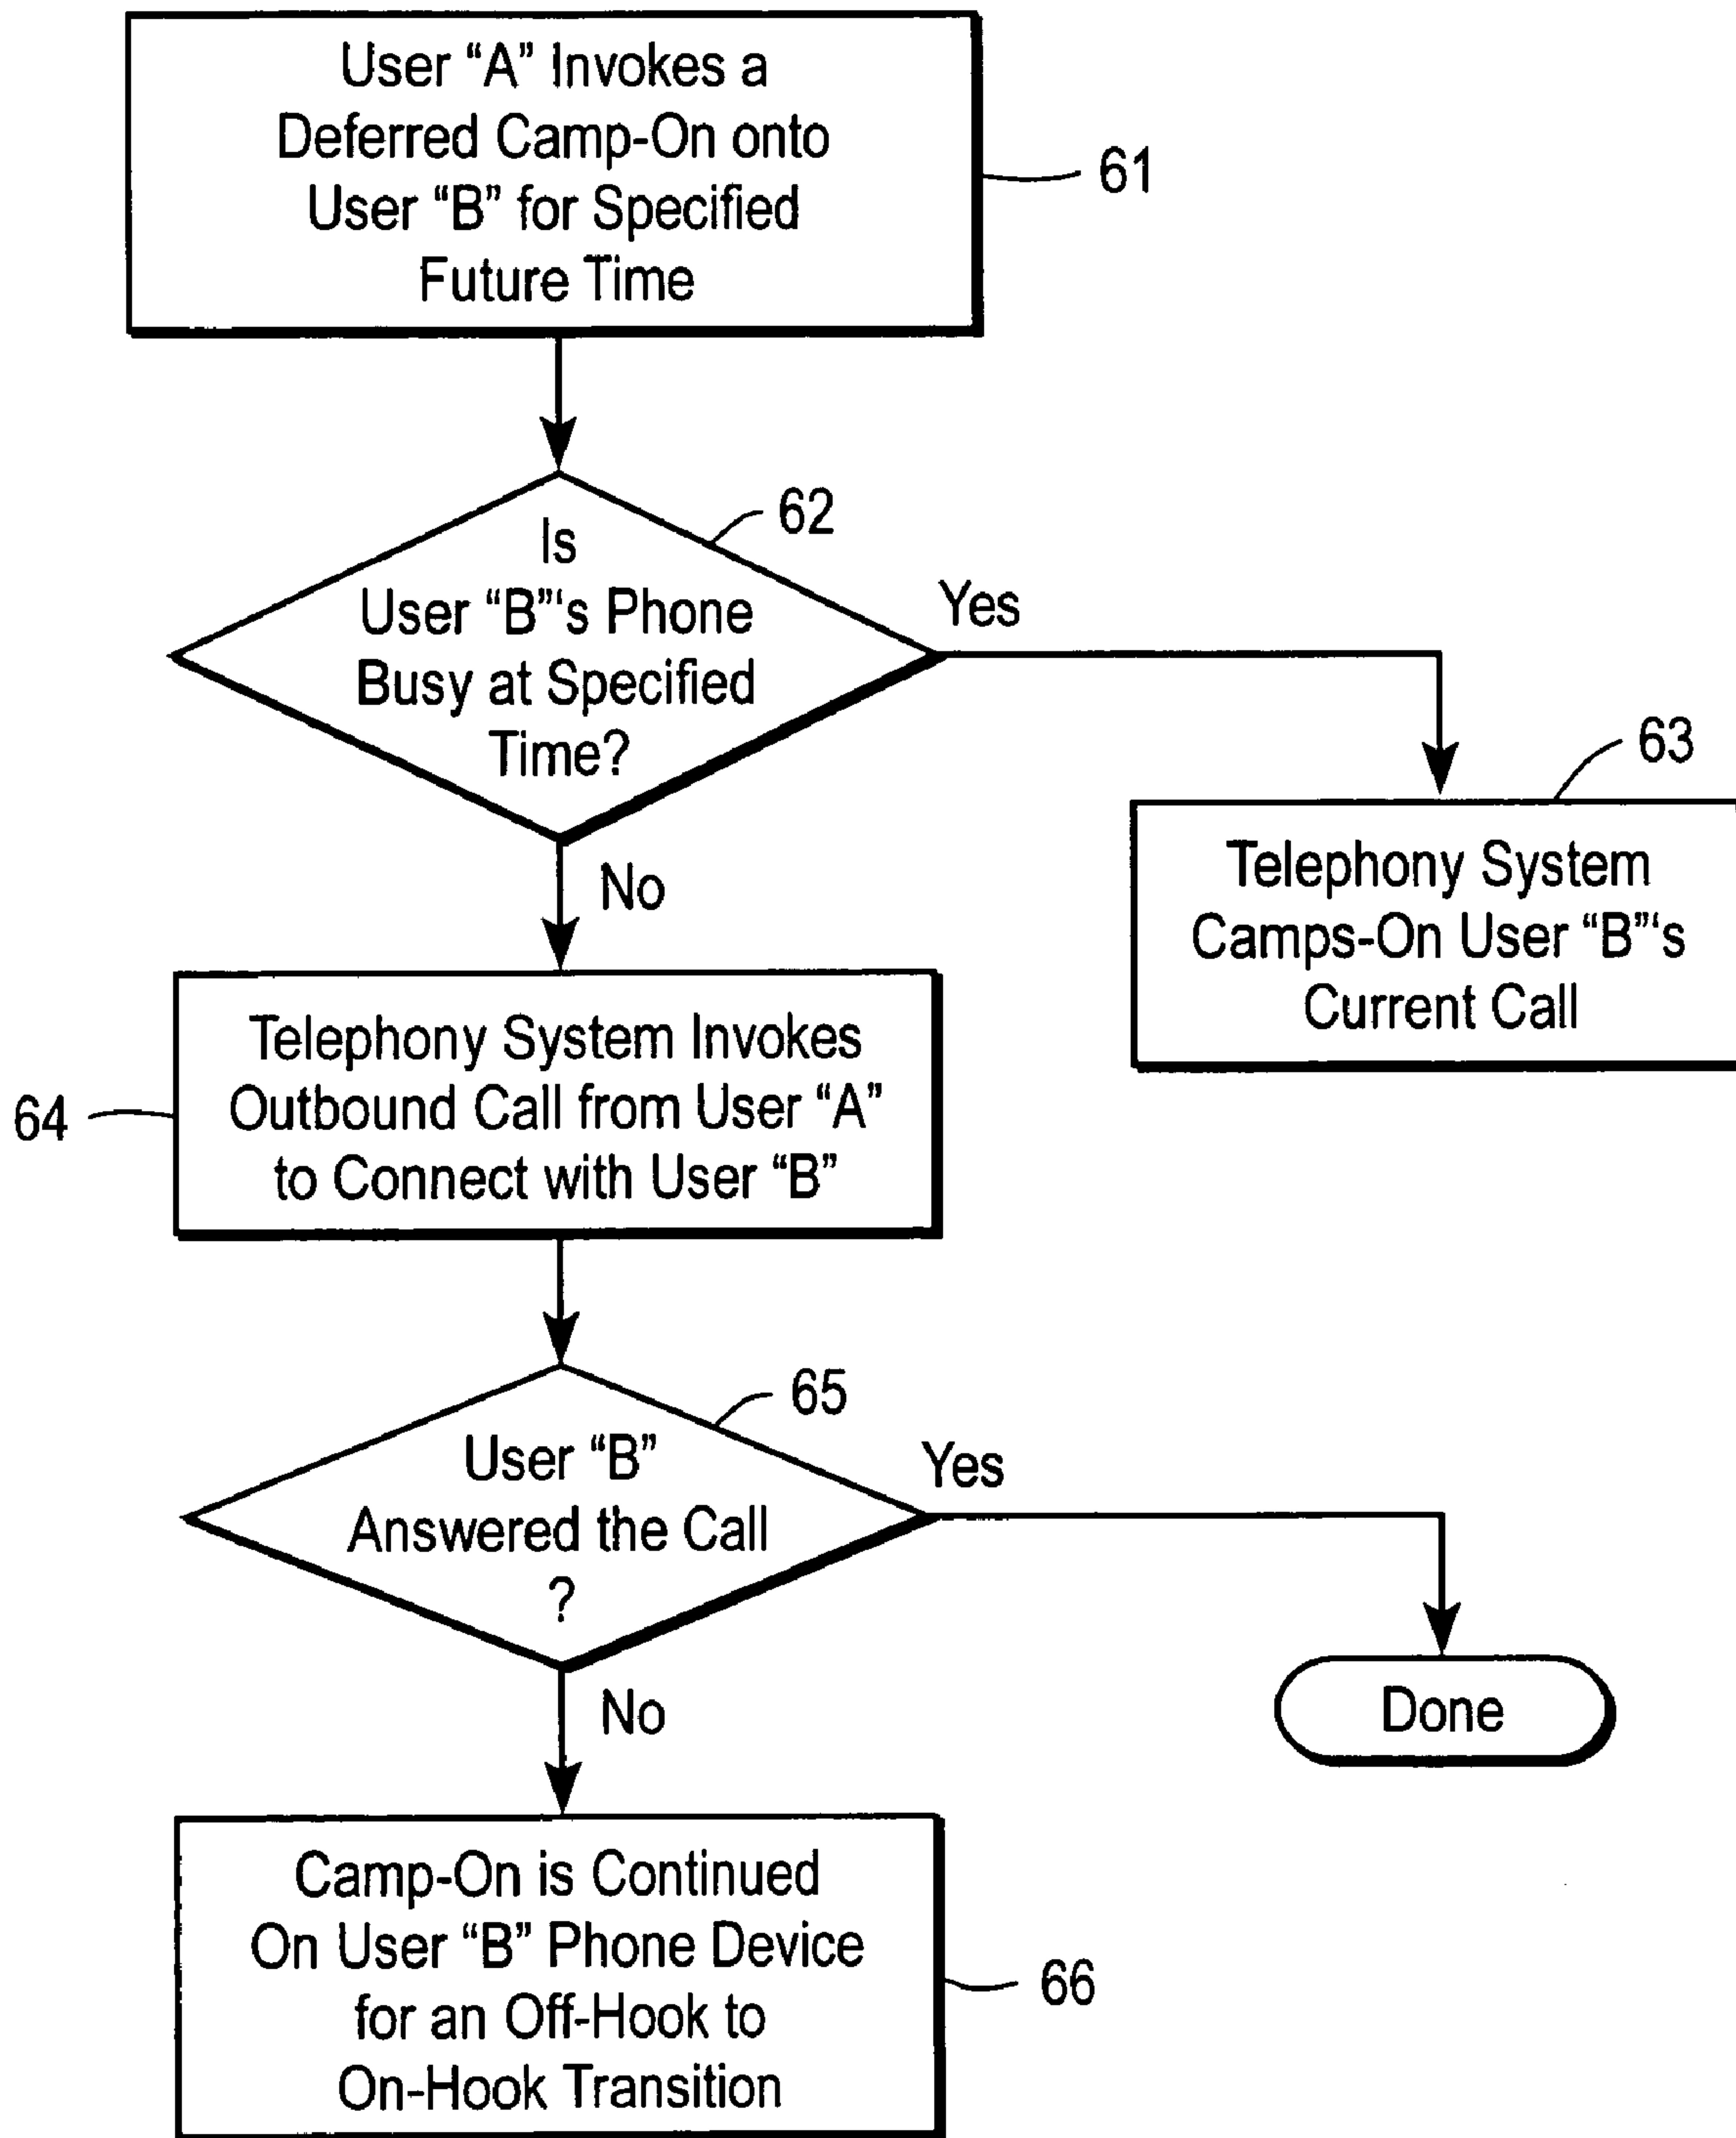 User “A” Invokes a
Deferred Camp-On onto
User “B” for Specified
Future Time
61
Is
User “B”‘s Phone
Busy at Specified
Time?
62
Yes
63
Telephony System
Camps-On User “B”‘s
Current Call
No
64
Telephony System Invokes
Outbound Call from User “A”
to Connect with User “B”
65
User “B”
Answered the Call
?
Yes
Done
No
Camp-On is Continued
On User “B” Phone Device
for an Off-Hook to
On-Hook Transition
66